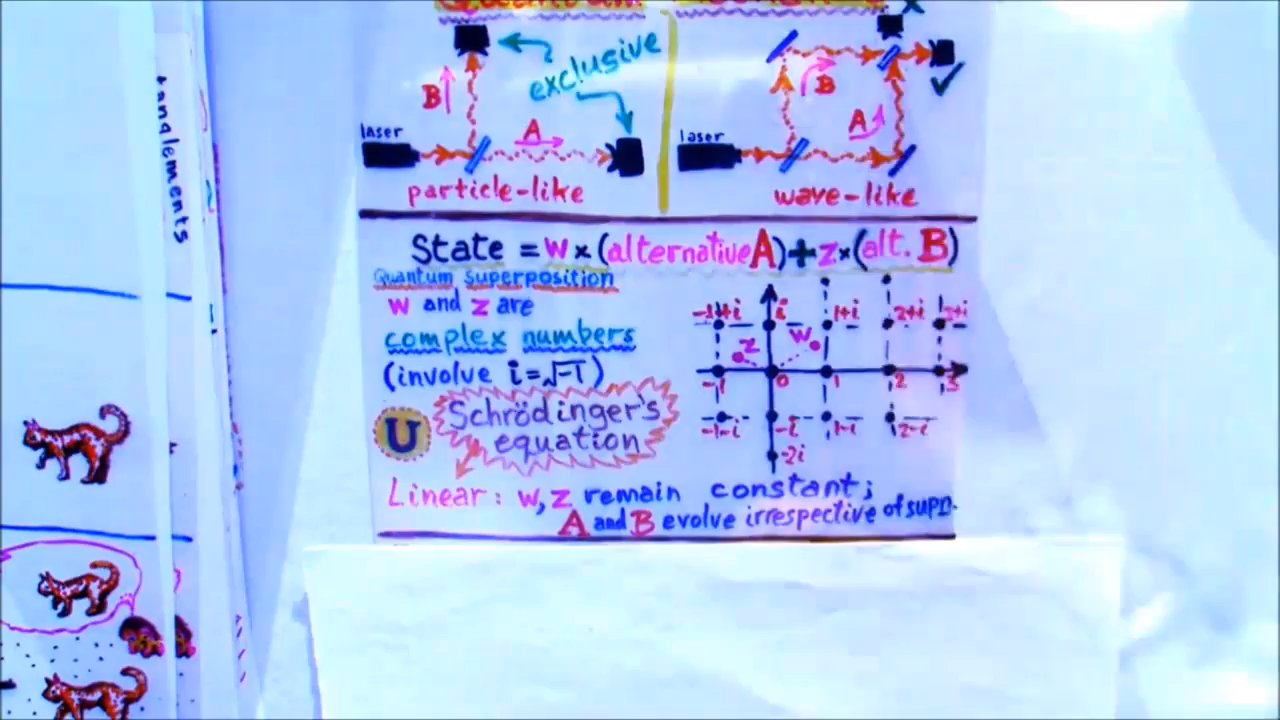 tanglements
exclusive
B
laser
A
particle-like
B
A
laser
wave-like
State = w × (alternative A) + z × (alt. B)
Quantum superposition
w and z are
complex numbers
(involve i = √-1)
U
Schrödinger's
equation
-1+i i 1+i 2+i 3+i
z w
-1 0 1 2 3
-1-i -i 1-i 2-i
-2i
Linear: w, z remain constant;
A and B evolve irrespective of supn.